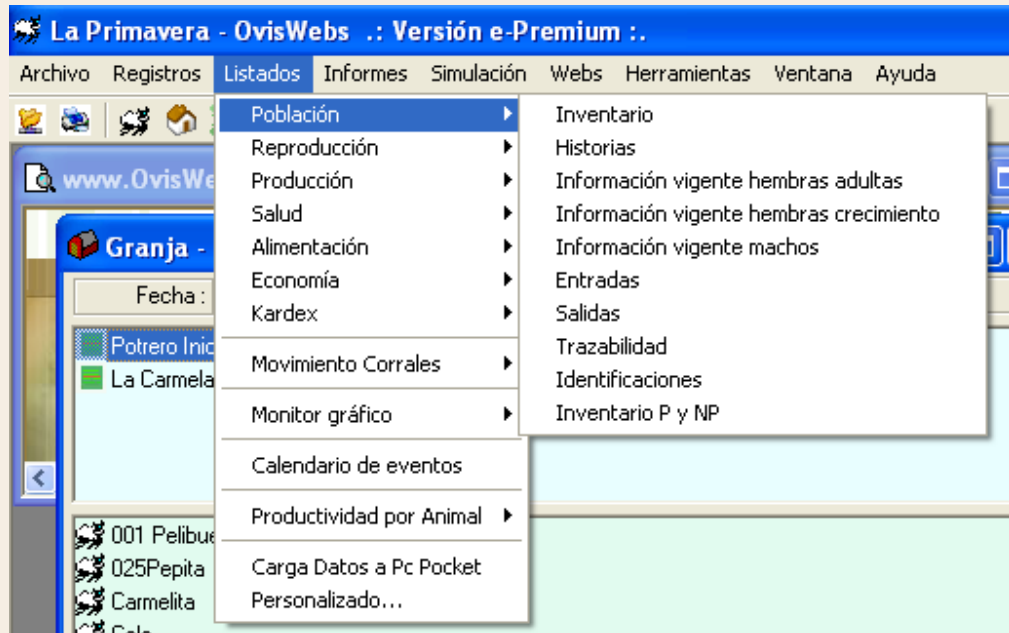 La Primavera - OvisWebs .: Versión e-Premium :.
Archivo Registros Listados Informes Simulación Webs Herramientas Ventana Ayuda
Población
Reproducción
Producción
Salud
Alimentación
Economía
Kardex
Movimiento Corrales
Monitor gráfico
Calendario de eventos
Productividad por Animal
Carga Datos a Pc Pocket
Personalizado...
Inventario
Historias
Información vigente hembras adultas
Información vigente hembras crecimiento
Información vigente machos
Entradas
Salidas
Trazabilidad
Identificaciones
Inventario P y NP
www.OvisWe
Granja -
Fecha :
Potrero Inic
La Carmela
001 Pelibue
025Pepita
Carmelita